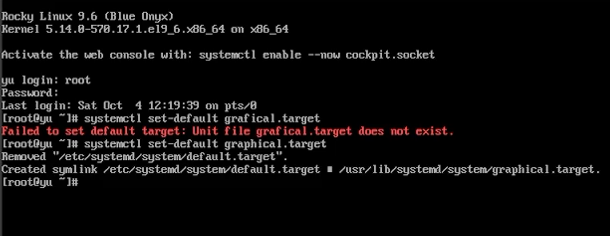 Rocky Linux 9.6 (Blue Onyx)
Kernel 5.14.0-570.17.1.el9_6.x86_64 on x86_64
Activate the web console with: systemctl enable --now cockpit.socket
yu login: root
Password:
Last login: Sat Oct  4 12:19:39 on pts/0
[root@yu ~]# systemctl set-default grafical.target
Failed to set default target: Unit file grafical.target does not exist.
[root@yu ~]# systemctl set-default graphical.target
Removed "/etc/systemd/system/default.target".
Created symlink /etc/systemd/system/default.target ■ /usr/lib/systemd/system/graphical.target.
[root@yu ~]#